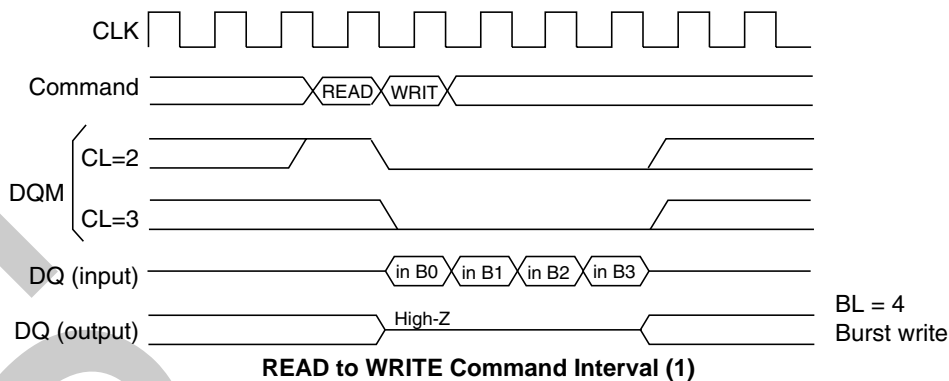 CLK
Command READ WRIT
CL=2
DQM
CL=3
DQ (input) in B0 in B1 in B2 in B3
BL = 4
High-Z
DQ (output) Burst write
READ to WRITE Command Interval (1)